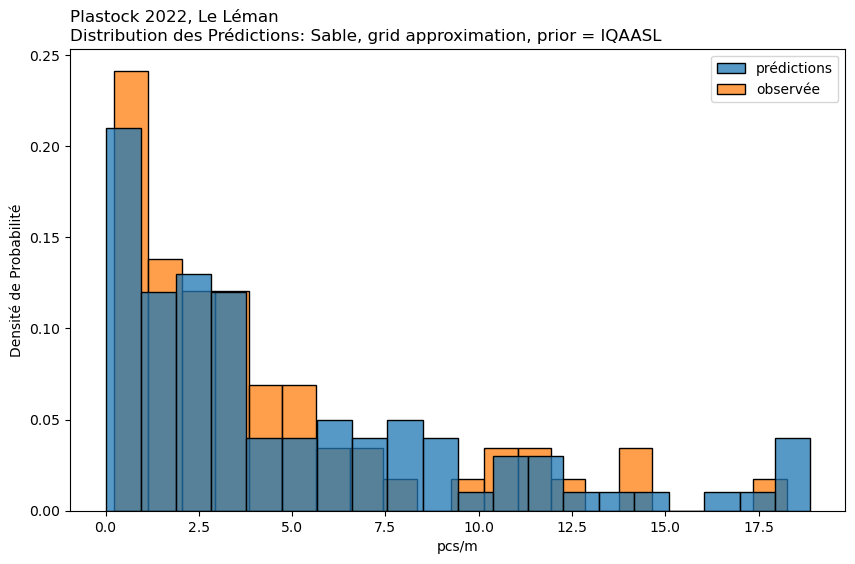 Plastock 2022, Le Léman
Distribution des Prédictions: Sable, grid approximation, prior = IQAASL
prédictions
observée
Densité de Probabilité
0.25
0.20
0.15
0.10
0.05
0.00
0.0 2.5 5.0 7.5 10.0 12.5 15.0 17.5
pcs/m